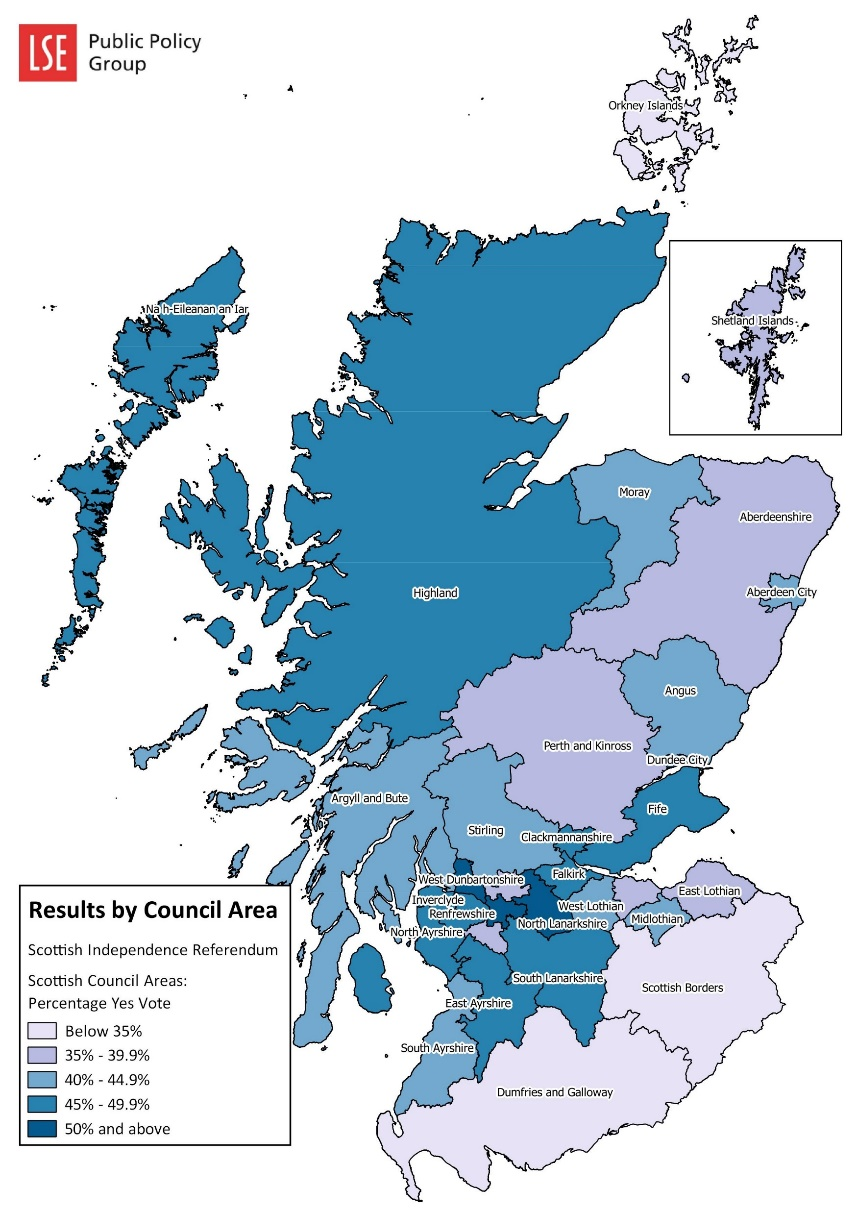 LSE
Public Policy
Group
Orkney Islands
Na h-Eileanan an Iar
Shetland Islands
Moray
Aberdeenshire
Highland
Aberdeen City
Angus
Perth and Kinross
Dundee City
Argyll and Bute
Fife
Stirling
Clackmannanshire
Falkirk
West Dunbartonshire
East Lothian
Inverclyde
West Lothian
Renfrewshire
Midlothian
North Lanarkshire
North Ayrshire
South Lanarkshire
Scottish Borders
East Ayrshire
South Ayrshire
Dumfries and Galloway
Results by Council Area
Scottish Independence Referendum
Scottish Council Areas:
Percentage Yes Vote
Below 35%
35% - 39.9%
40% - 44.9%
45% - 49.9%
50% and above